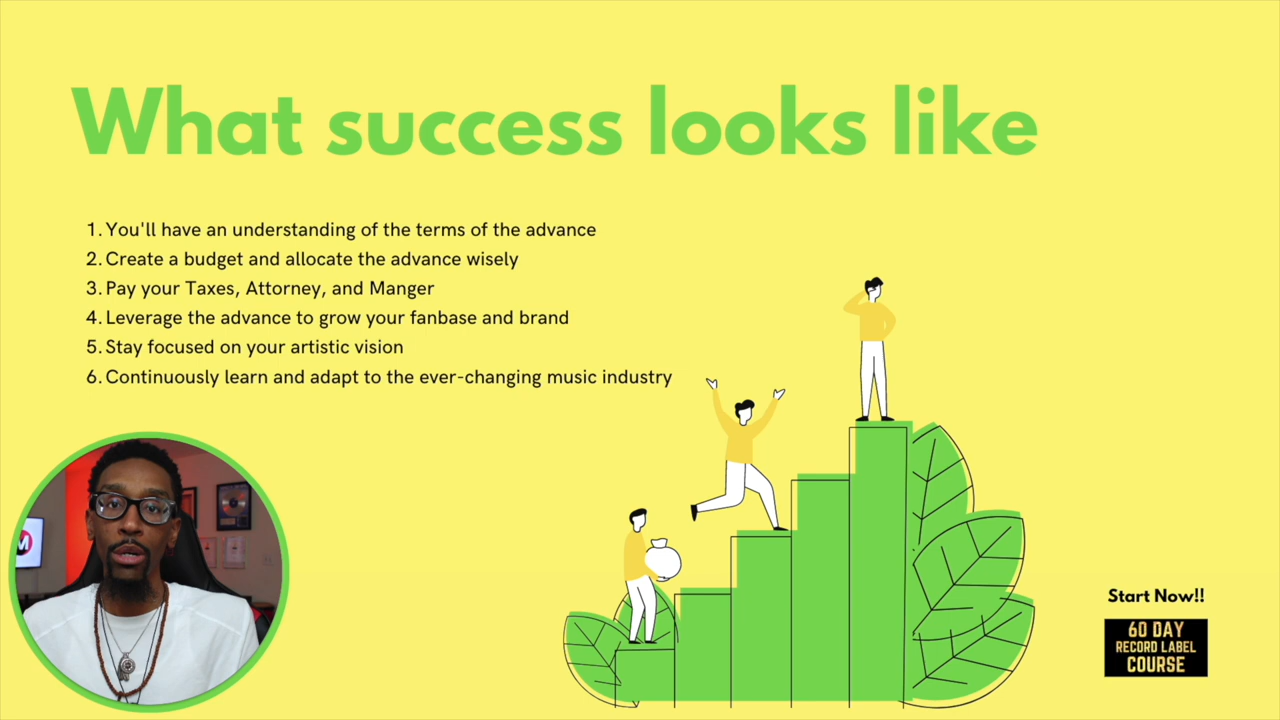 What success looks like
1. You'll have an understanding of the terms of the advance
2. Create a budget and allocate the advance wisely
3. Pay your Taxes, Attorney, and Manger
4. Leverage the advance to grow your fanbase and brand
5. Stay focused on your artistic vision
6. Continuously learn and adapt to the ever-changing music industry
M
Start Now!!
60 DAY
RECORD LABEL
COURSE